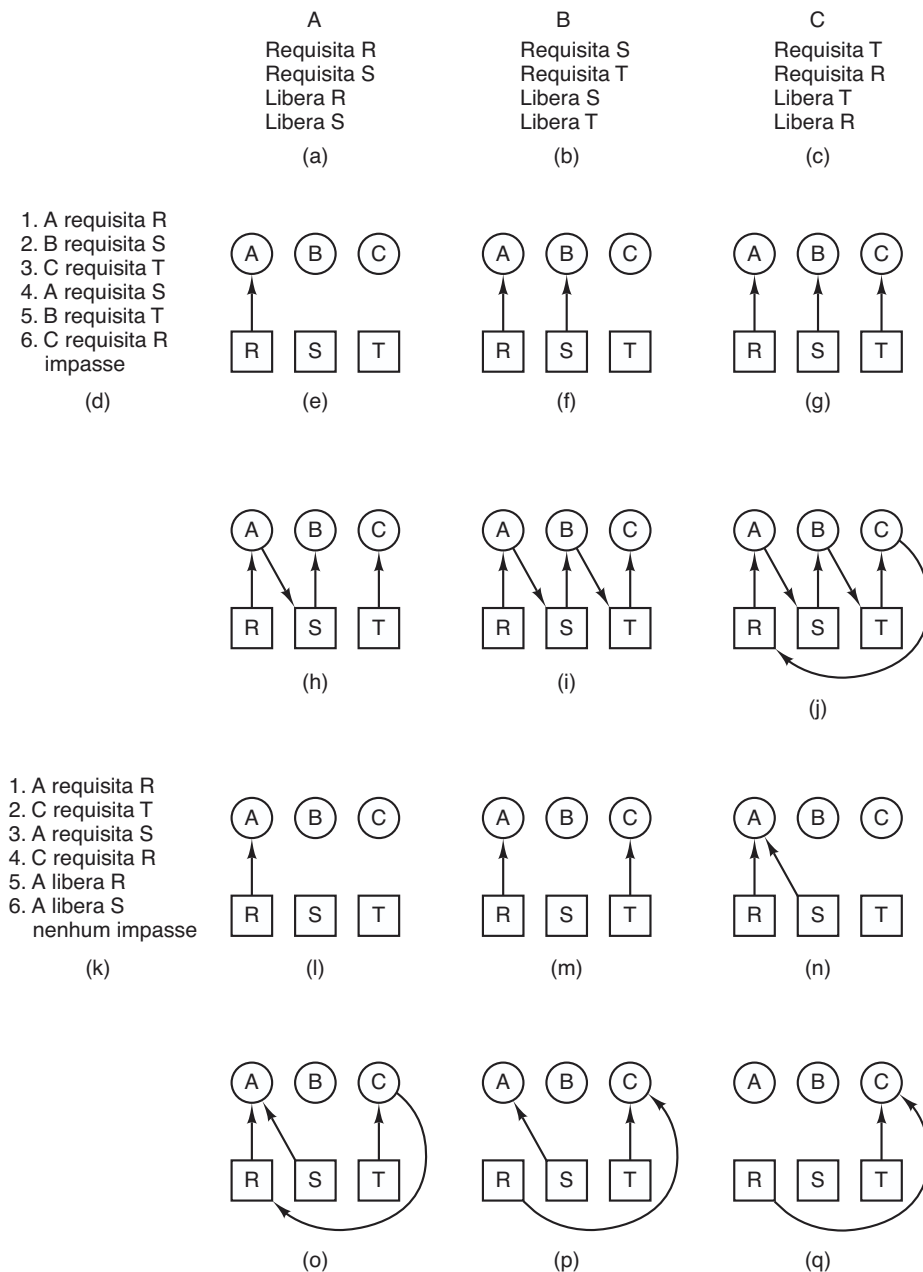 A B C
Requisita R Requisita S Requisita T
Requisita S Requisita T Requisita R
Libera R Libera S Libera T
Libera S Libera T Libera R
(a) (b) (c)
1. A requisita R
2. B requisita S
3. C requisita T
4. A requisita S
5. B requisita T
6. C requisita R
impasse
(d)
A B C
R S T
(e)
A B C
R S T
(f)
A B C
R S T
(g)
A B C
R S T
(h)
A B C
R S T
(i)
A B C
R S T
(j)
1. A requisita R
2. C requisita T
3. A requisita S
4. C requisita R
5. A libera R
6. A libera S
nenhum impasse
(k)
A B C
R S T
(l)
A B C
R S T
(m)
A B C
R S T
(n)
A B C
R S T
(o)
A B C
R S T
(p)
A B C
R S T
(q)